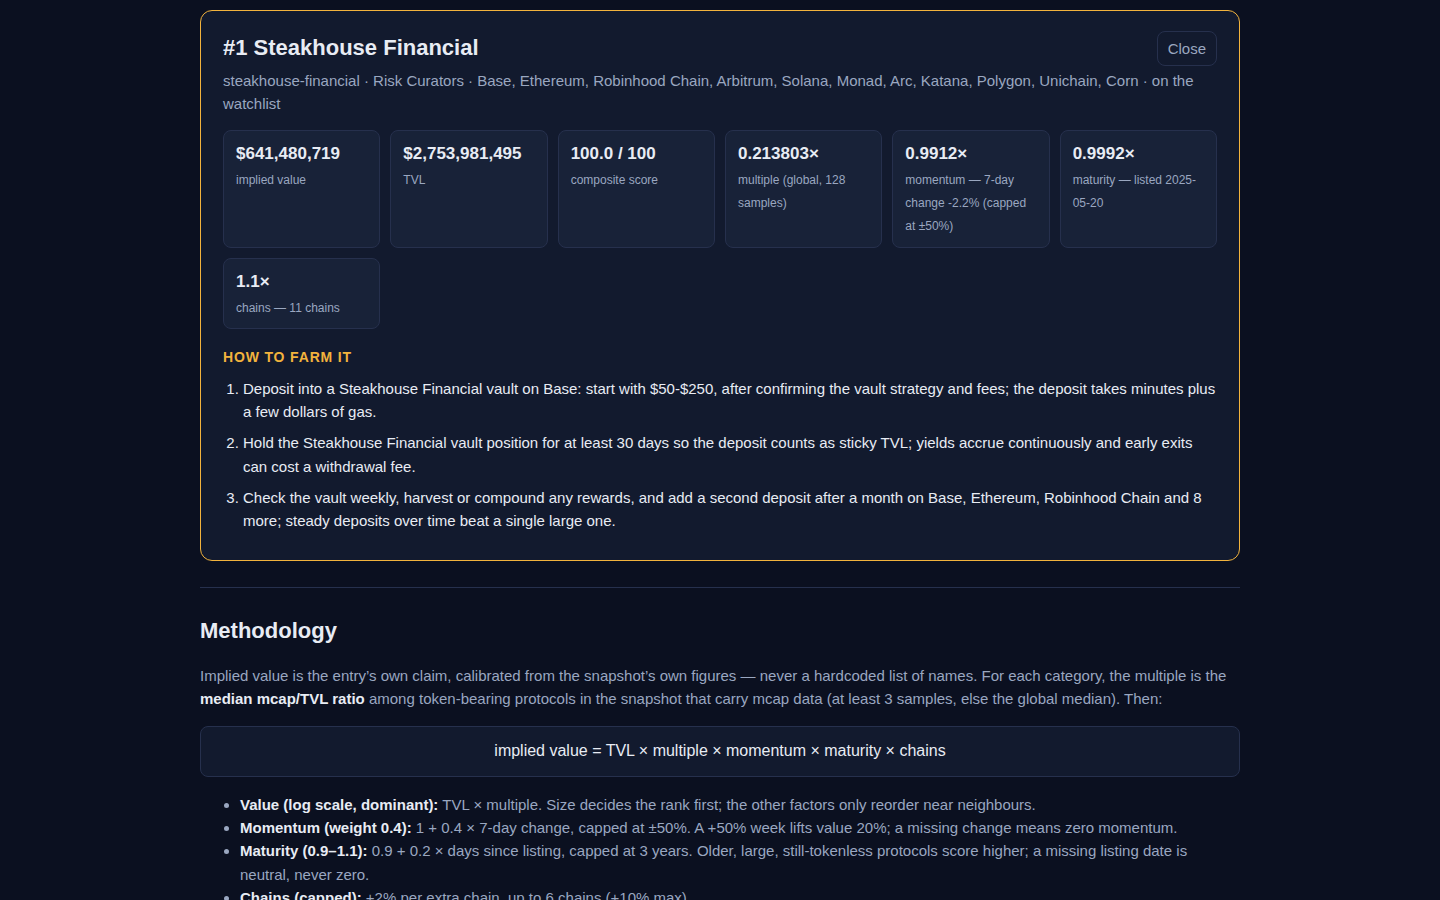 #1 Steakhouse Financial
Close
steakhouse-financial · Risk Curators · Base, Ethereum, Robinhood Chain, Arbitrum, Solana, Monad, Arc, Katana, Polygon, Unichain, Corn · on the
watchlist
$641,480,719
implied value
$2,753,981,495
TVL
100.0 / 100
composite score
0.213803×
multiple (global, 128
samples)
0.9912×
momentum — 7-day
change -2.2% (capped
at ±50%)
0.9992×
maturity — listed 2025-
05-20
1.1×
chains — 11 chains
HOW TO FARM IT
1. Deposit into a Steakhouse Financial vault on Base: start with $50-$250, after confirming the vault strategy and fees; the deposit takes minutes plus
a few dollars of gas.
2. Hold the Steakhouse Financial vault position for at least 30 days so the deposit counts as sticky TVL; yields accrue continuously and early exits
can cost a withdrawal fee.
3. Check the vault weekly, harvest or compound any rewards, and add a second deposit after a month on Base, Ethereum, Robinhood Chain and 8
more; steady deposits over time beat a single large one.
Methodology
Implied value is the entry’s own claim, calibrated from the snapshot’s own figures — never a hardcoded list of names. For each category, the multiple is the
median mcap/TVL ratio among token-bearing protocols in the snapshot that carry mcap data (at least 3 samples, else the global median). Then:
implied value = TVL × multiple × momentum × maturity × chains
• Value (log scale, dominant): TVL × multiple. Size decides the rank first; the other factors only reorder near neighbours.
• Momentum (weight 0.4): 1 + 0.4 × 7-day change, capped at ±50%. A +50% week lifts value 20%; a missing change means zero momentum.
• Maturity (0.9–1.1): 0.9 + 0.2 × days since listing, capped at 3 years. Older, large, still-tokenless protocols score higher; a missing listing date is
neutral, never zero.
• Chains (capped): +2% per extra chain, up to 6 chains (+10% max)